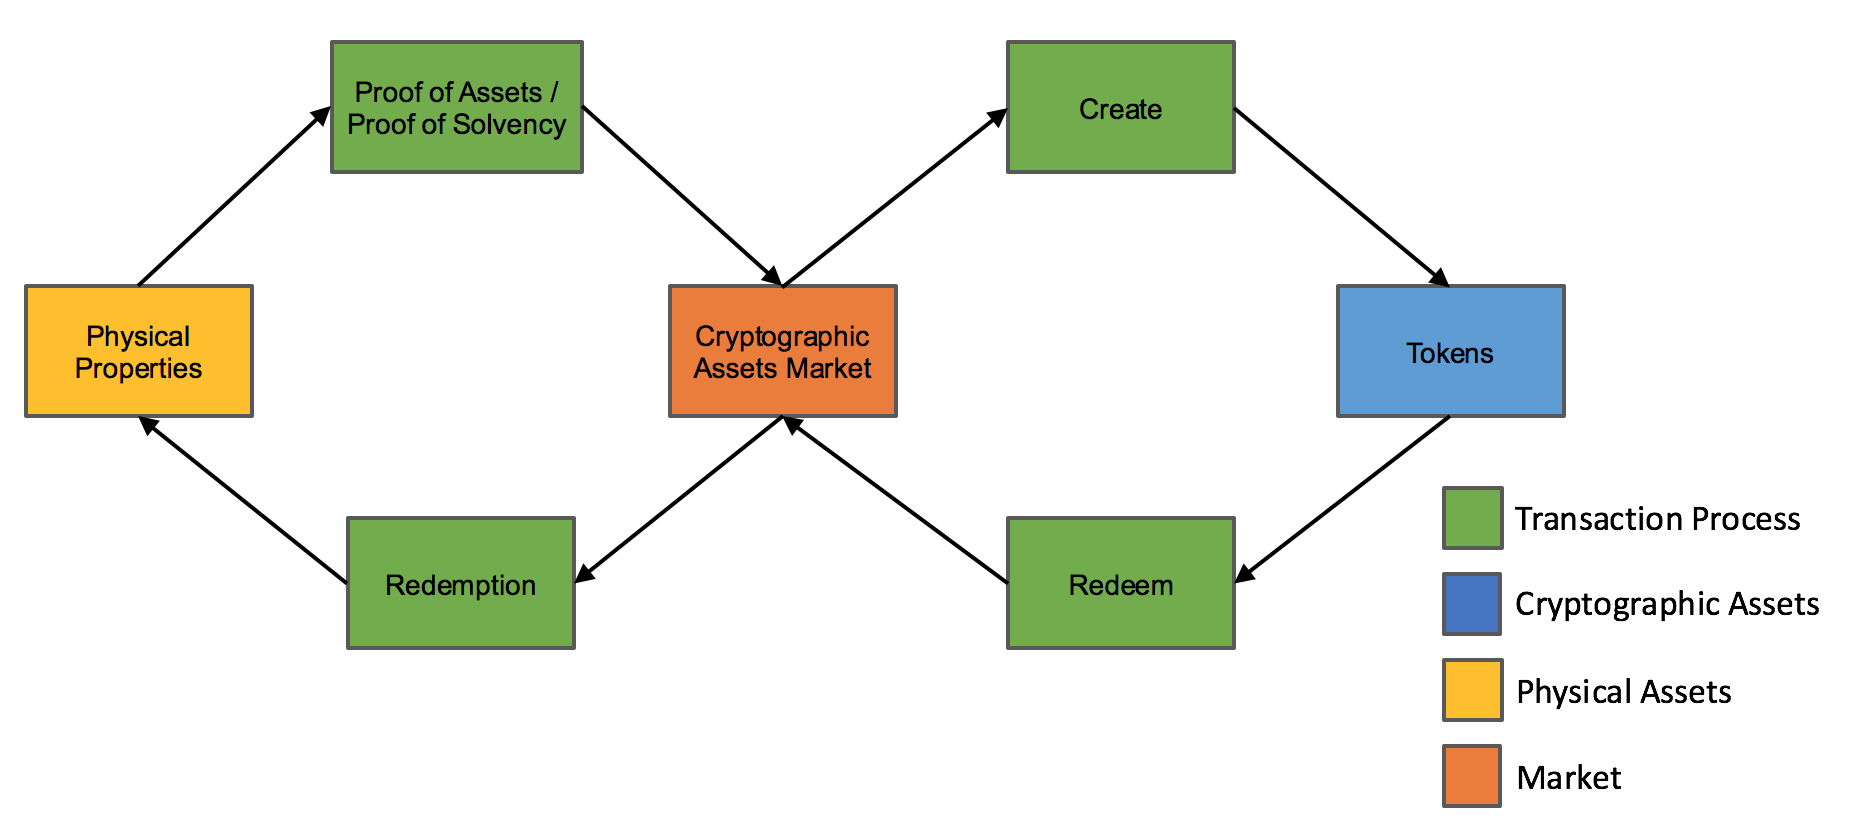 Proof of Assets /
Proof of Solvency
Create
Physical
Properties
Cryptographic
Assets Market
Tokens
Redemption
Redeem
Transaction Process
Cryptographic Assets
Physical Assets
Market